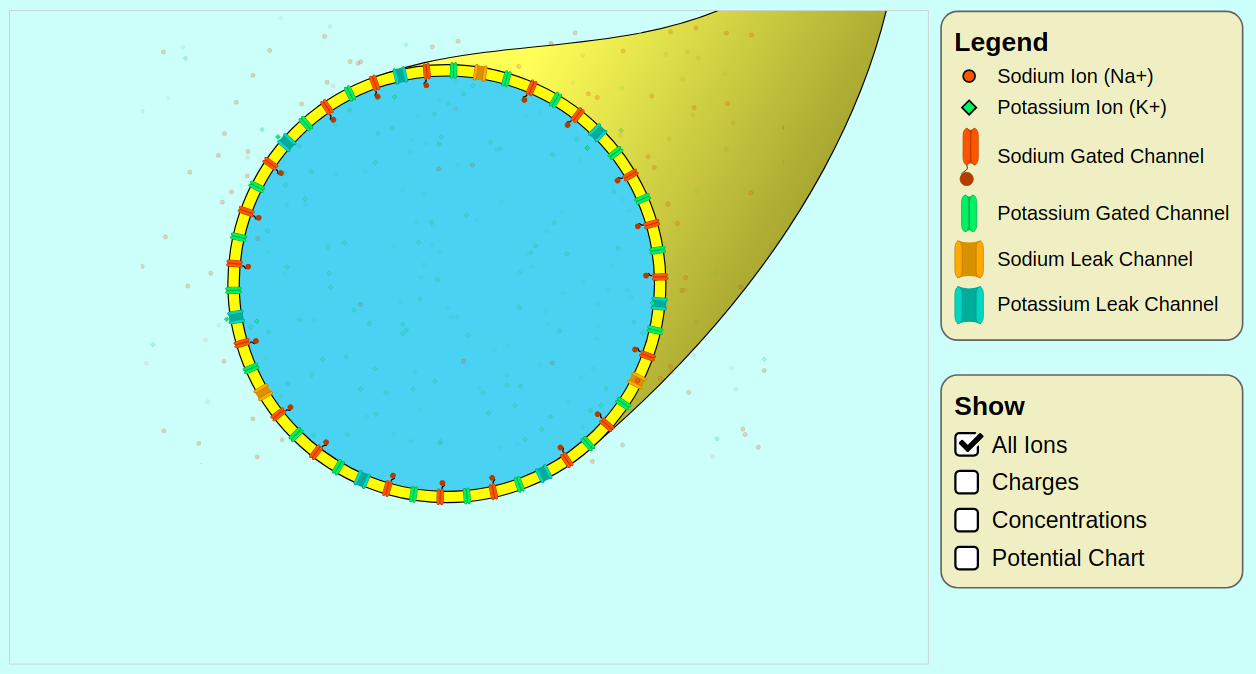 Legend
Sodium Ion (Na+)
Potassium Ion (K+)
Sodium Gated Channel
Potassium Gated Channel
Sodium Leak Channel
Potassium Leak Channel
Show
All Ions
Charges
Concentrations
Potential Chart